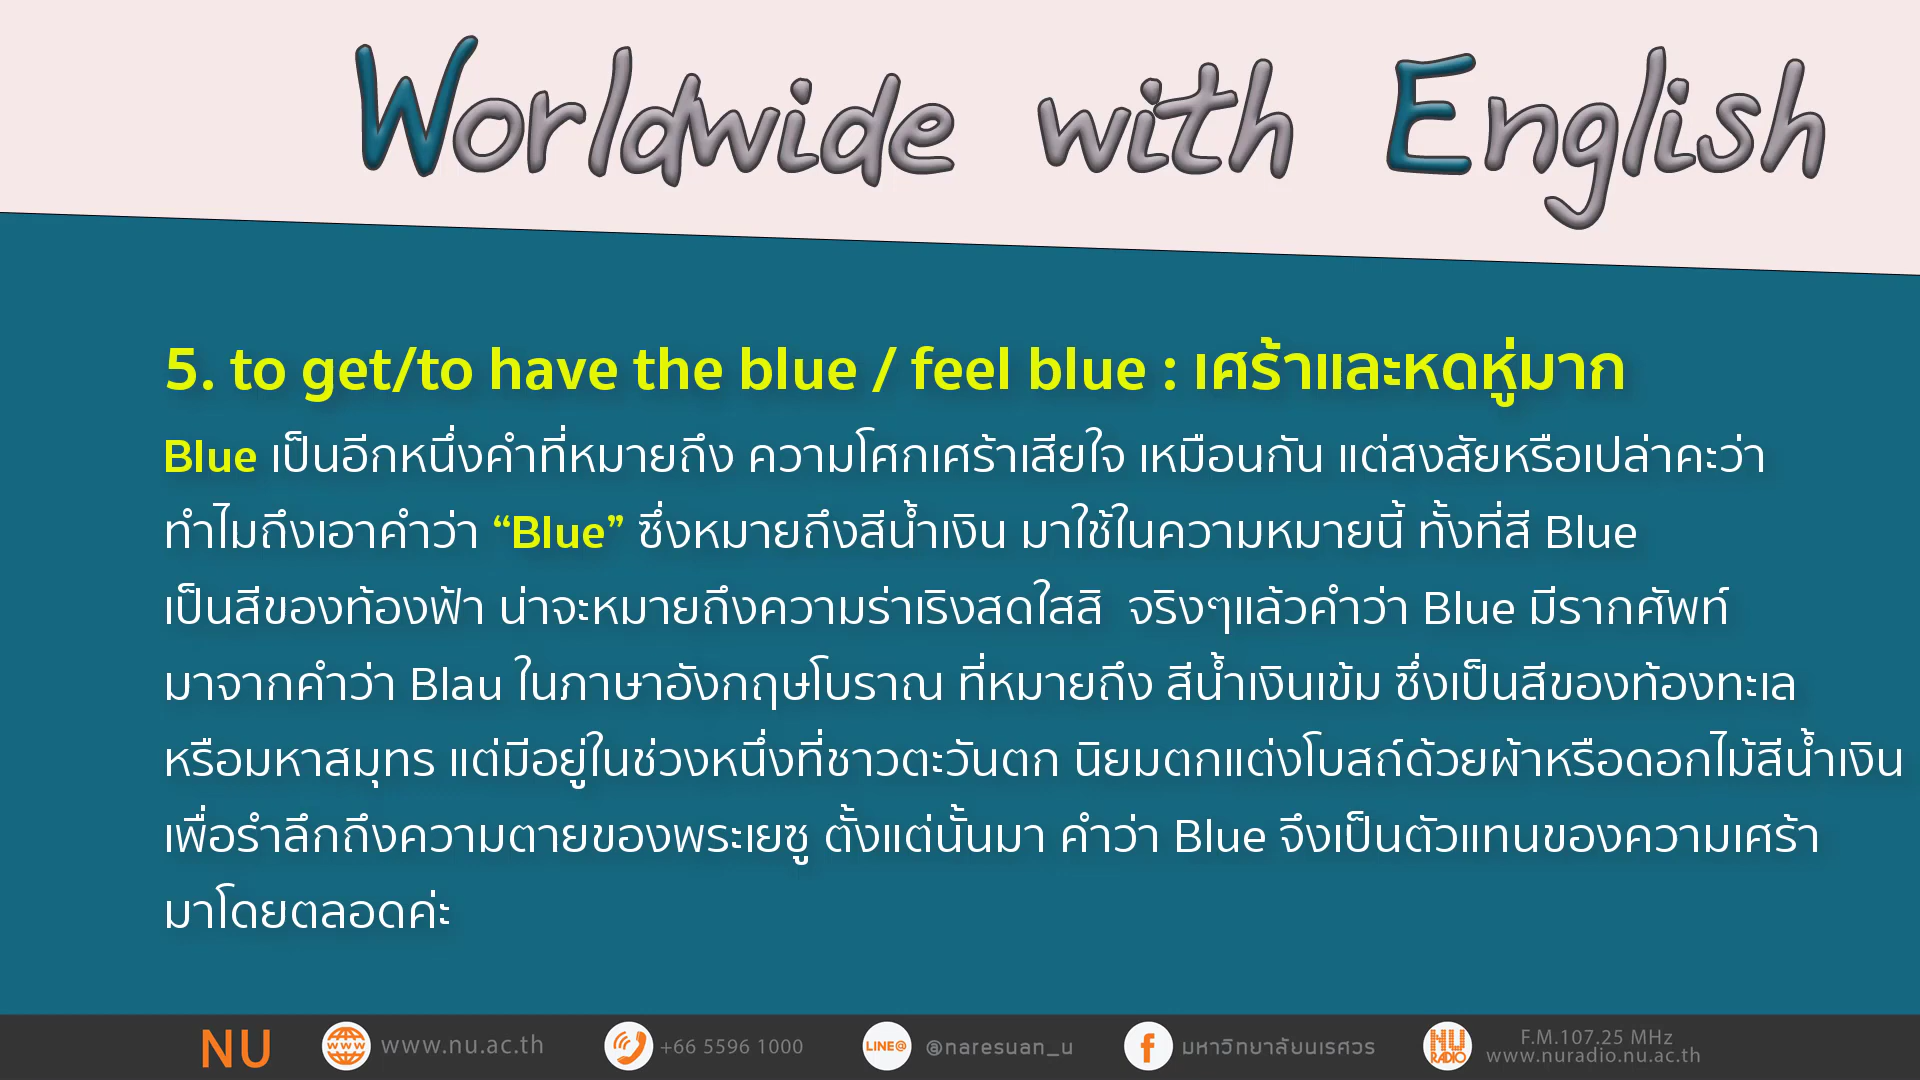 Worldwide with English
5. to get/to have the blue / feel blue : เศร้าและหดหู่มาก
Blue เป็นอีกหนึ่งคำที่หมายถึง ความโศกเศร้าเสียใจ เหมือนกัน แต่สงสัยหรือเปล่าคะว่า
ทำไมถึงเอาคำว่า “Blue” ซึ่งหมายถึงสีน้ำเงิน มาใช้ในความหมายนี้ ทั้งที่สี Blue
เป็นสีของท้องฟ้า น่าจะหมายถึงความร่าเริงสดใสสิ จริงๆแล้วคำว่า Blue มีรากศัพท์
มาจากคำว่า Blau ในภาษาอังกฤษโบราณ ที่หมายถึง สีน้ำเงินเข้ม ซึ่งเป็นสีของท้องทะเล
หรือมหาสมุทร แต่มีอยู่ในช่วงหนึ่งที่ชาวตะวันตก นิยมตกแต่งโบสถ์ด้วยผ้าหรือดอกไม้สีน้ำเงิน
เพื่อรำลึกถึงความตายของพระเยซู ตั้งแต่นั้นมา คำว่า Blue จึงเป็นตัวแทนของความเศร้า
มาโดยตลอดค่ะ
NU www www.nu.ac.th +66 5596 1000 LINE@ @naresuan_u f มหาวิทยาลัยนเรศวร NU RADIO F.M.107.25 MHz
www.nuradio.nu.ac.th